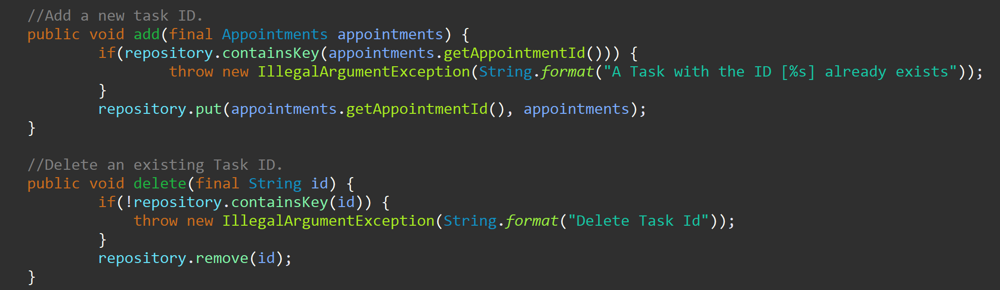 //Add a new task ID.
public void add(final Appointments appointments) {
if(repository.containsKey(appointments.getAppointmentId())) {
throw new IllegalArgumentException(String.format("A Task with the ID [%s] already exists"));
}
repository.put(appointments.getAppointmentId(), appointments);
}
//Delete an existing Task ID.
public void delete(final String id) {
if(!repository.containsKey(id)) {
throw new IllegalArgumentException(String.format("Delete Task Id"));
}
repository.remove(id);
}